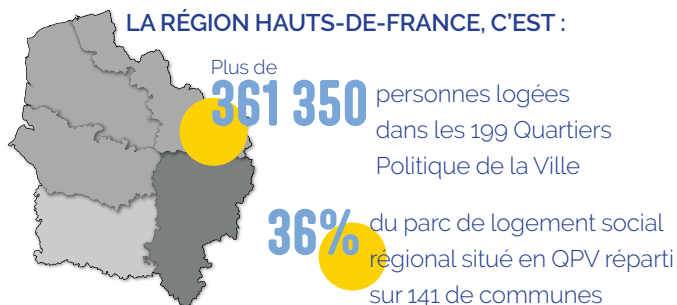 LA RÉGION HAUTS-DE-FRANCE, C'EST :
Plus de
361 350 personnes logées
dans les 199 Quartiers
Politique de la Ville
36% du parc de logement social
régional situé en QPV réparti
sur 141 de communes